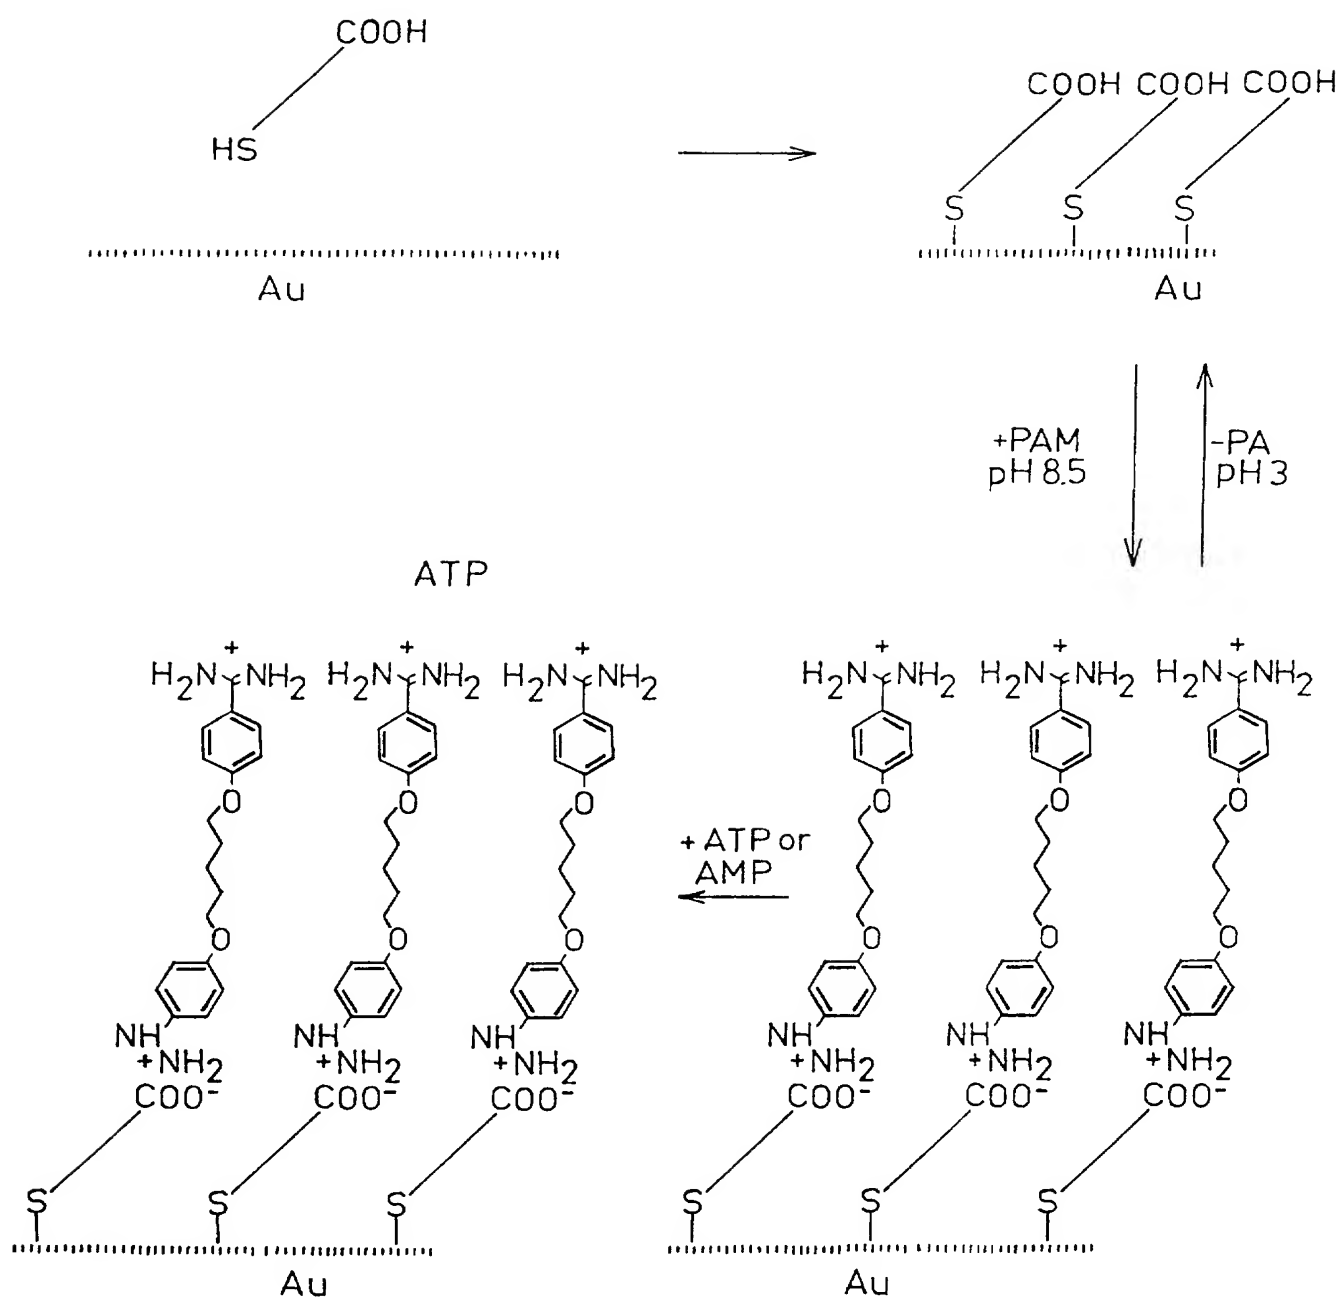 COOH
HS
Au
COOH COOH COOH
S S S
Au
+PAM
pH 8.5
-PA
pH 3
ATP
+ + +
H2N NH2 H2N NH2 H2N NH2
O O O
O O O
NH NH NH
+NH2 +NH2 +NH2
COO- COO- COO-
S S S
Au
+ ATP or
AMP
+ + +
H2N NH2 H2N NH2 H2N NH2
O O O
O O O
NH NH NH
+NH2 +NH2 +NH2
COO- COO- COO-
S S S
Au